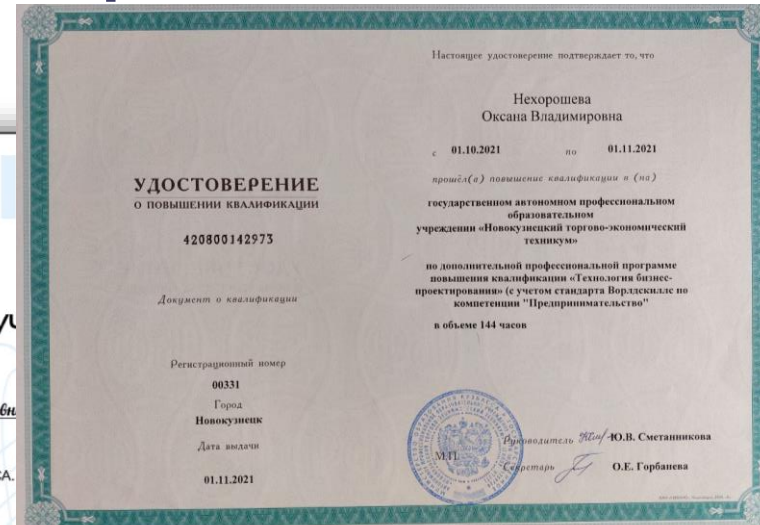 УДОСТОВЕРЕНИЕ
О ПОВЫШЕНИИ КВАЛИФИКАЦИИ
420800142973
Документ о квалификации
Регистрационный номер
00331
Город
Новокузнецк
Дата выдачи
01.11.2021
Настоящее удостоверение подтверждает то, что
Нехорошева
Оксана Владимировна
с 01.10.2021 по 01.11.2021
прошёл(а) повышение квалификации в (на)
государственном автономном профессиональном
образовательном
учреждении «Новокузнецкий торгово-экономический
техникум»
по дополнительной профессиональной программе
повышения квалификации «Технология бизнес-
проектирования» (с учетом стандарта Ворлдскиллс по
компетенции "Предпринимательство"
в объеме 144 часов
М.П.
Руководитель Ю.В. Сметанникова
Секретарь О.Е. Горбанева